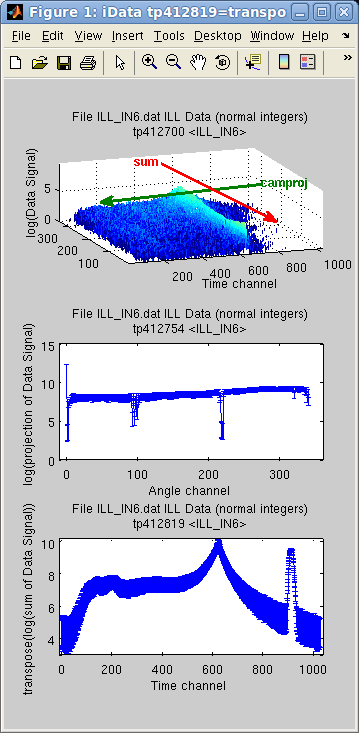 Figure 1: iData tp412819=transpo
File Edit View Insert Tools Desktop Window Help
File ILL_IN6.dat ILL Data (normal integers)
tp412700 <ILL_IN6>
sum
camproj
log(Data Signal)
5
0
300
200
100
200
400
600
800
1000
Time channel
File ILL_IN6.dat ILL Data (normal integers)
tp412754 <ILL_IN6>
log(projection of Data Signal)
15
10
5
0
0 100 200 300
Angle channel
File ILL_IN6.dat ILL Data (normal integers)
tp412819 <ILL_IN6>
transpose(log(sum of Data Signal))
10
8
6
4
0 200 400 600 800 1000
Time channel